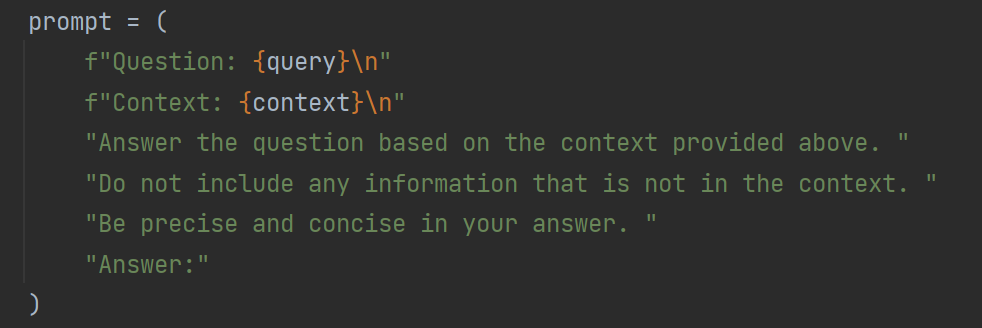 prompt = (
    f"Question: {query}\n"
    f"Context: {context}\n"
    "Answer the question based on the context provided above. "
    "Do not include any information that is not in the context. "
    "Be precise and concise in your answer. "
    "Answer:"
)